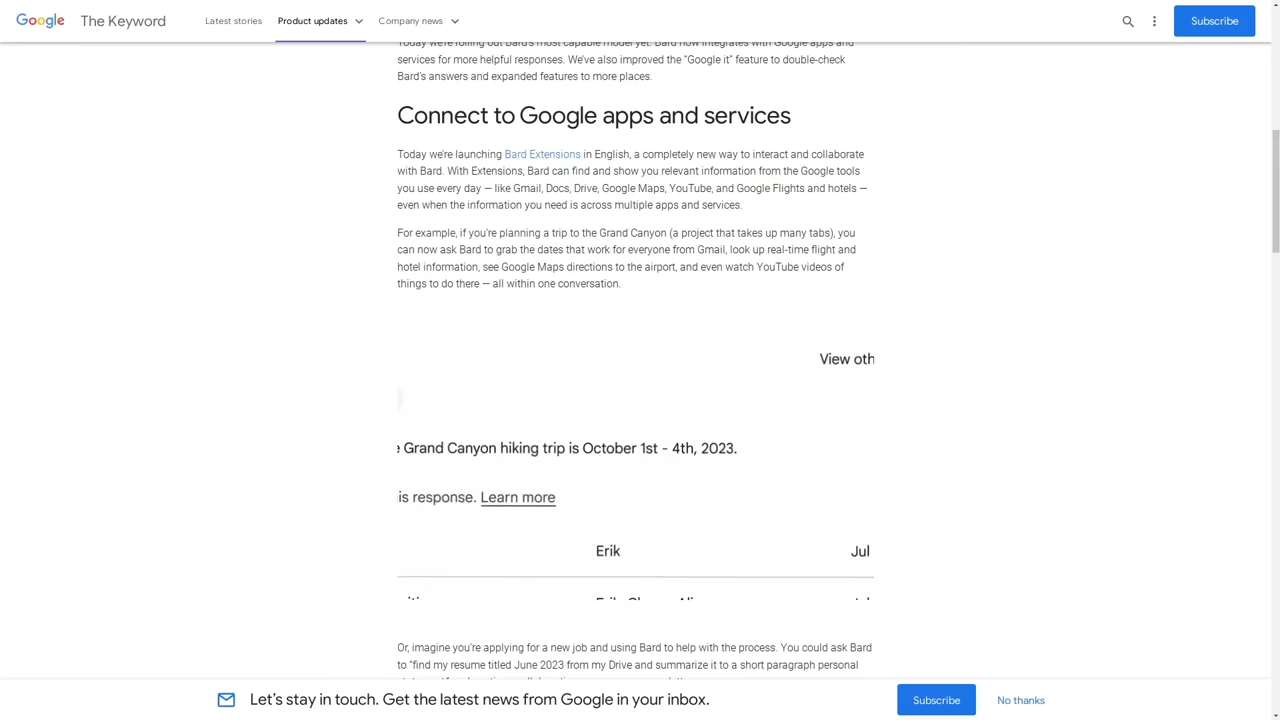 Google The Keyword Latest stories Product updates Company news Subscribe
Today we're rolling out Bard's most capable model yet. Bard now integrates with Google apps and
services for more helpful responses. We've also improved the "Google it" feature to double-check
Bard's answers and expanded features to more places.
Connect to Google apps and services
Today we're launching Bard Extensions in English, a completely new way to interact and collaborate
with Bard. With Extensions, Bard can find and show you relevant information from the Google tools
you use every day — like Gmail, Docs, Drive, Google Maps, YouTube, and Google Flights and hotels —
even when the information you need is across multiple apps and services.
For example, if you're planning a trip to the Grand Canyon (a project that takes up many tabs), you
can now ask Bard to grab the dates that work for everyone from Gmail, look up real-time flight and
hotel information, see Google Maps directions to the airport, and even watch YouTube videos of
things to do there — all within one conversation.
View oth
e Grand Canyon hiking trip is October 1st - 4th, 2023.
is response. Learn more
Erik Jul
Or, imagine you're applying for a new job and using Bard to help with the process. You could ask Bard
to "find my resume titled June 2023 from my Drive and summarize it to a short paragraph personal
Let's stay in touch. Get the latest news from Google in your inbox. Subscribe No thanks